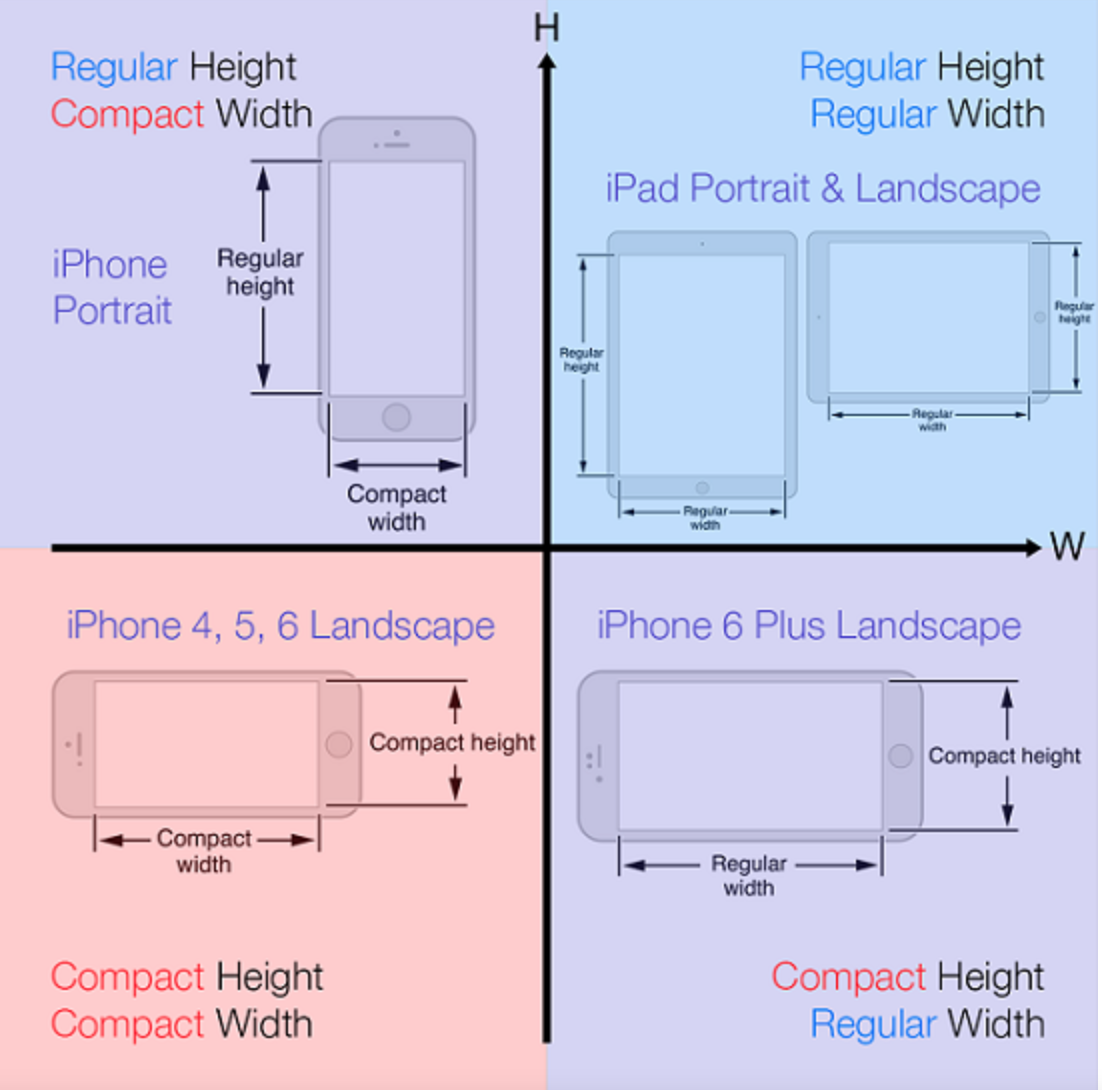 H
Regular Height
Compact Width
iPhone
Portrait
Regular
height
Compact
width
Regular Height
Regular Width
iPad Portrait & Landscape
Regular
height
Regular
width
Regular
height
Regular
width
W
iPhone 4, 5, 6 Landscape
Compact height
Compact
width
Compact Height
Compact Width
iPhone 6 Plus Landscape
Compact height
Regular
width
Compact Height
Regular Width